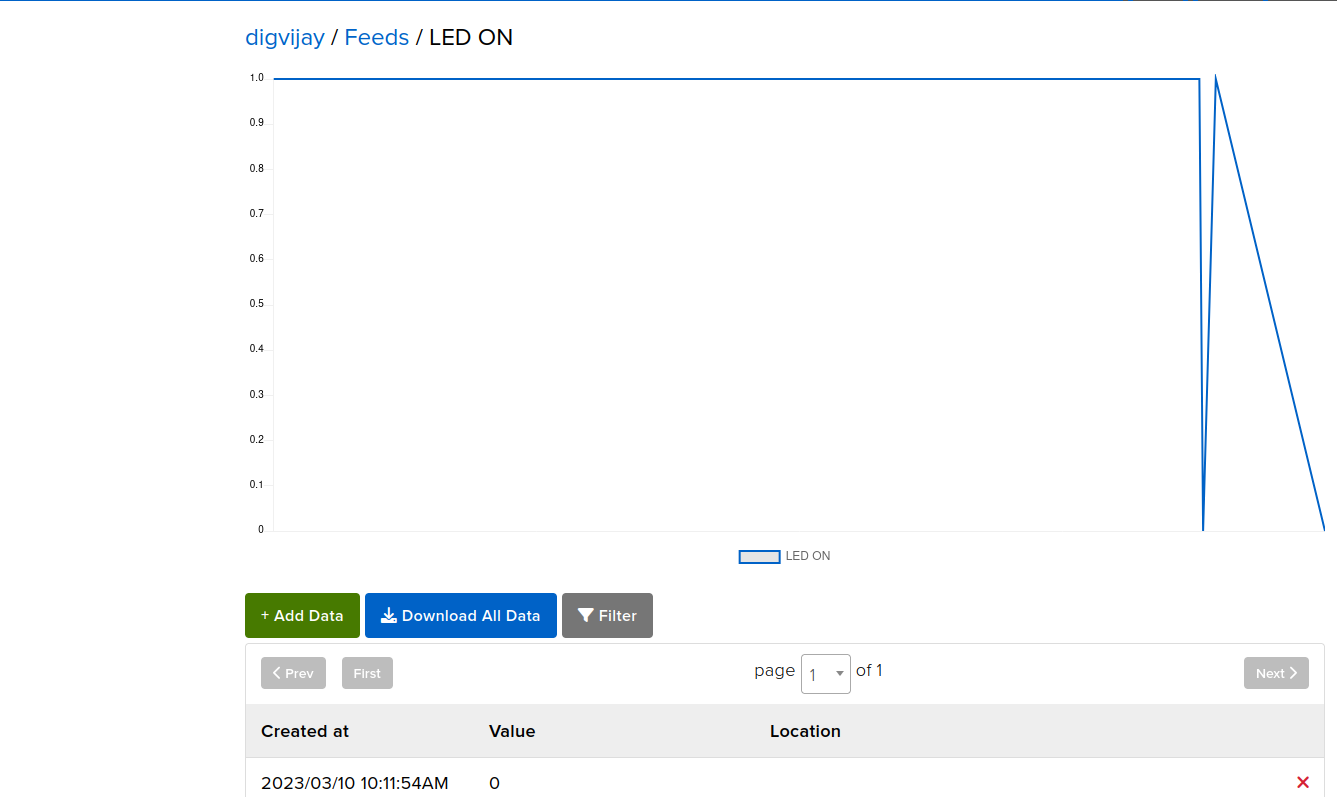 digvijay / Feeds / LED ON
1.0
0.9
0.8
0.7
0.6
0.5
0.4
0.3
0.2
0.1
0
LED ON
+ Add Data Download All Data Filter
Prev First page 1 of 1 Next
Created at Value Location
2023/03/10 10:11:54AM 0